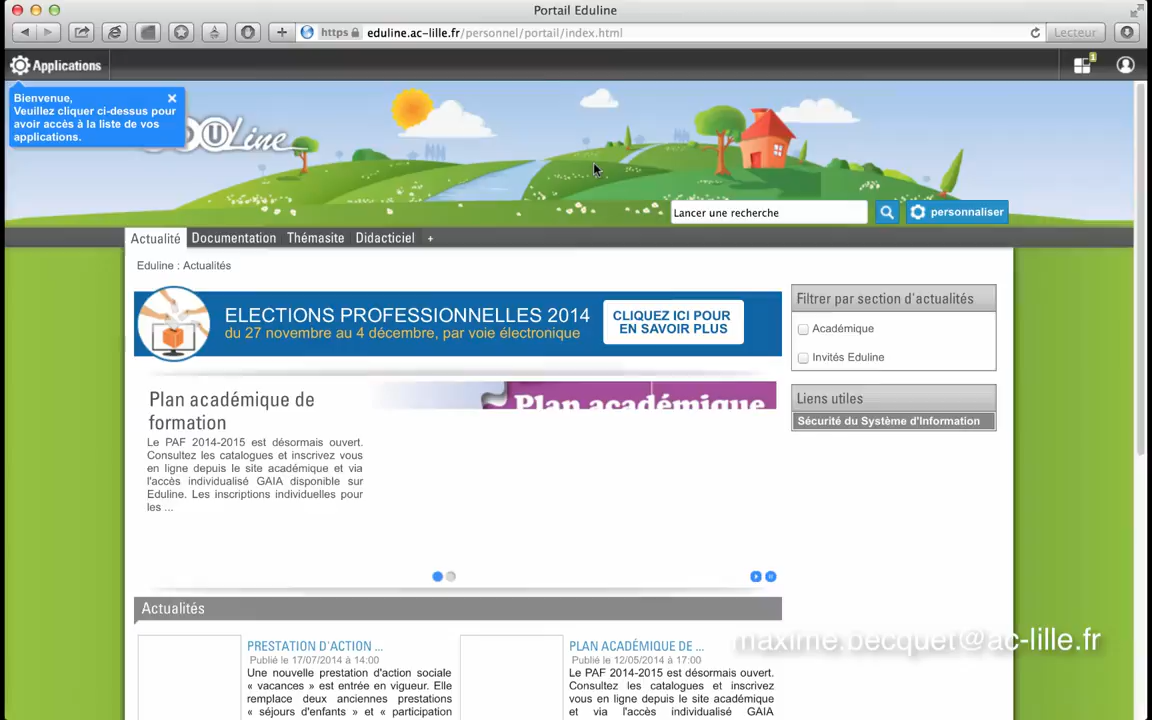 Portail Eduline
https eduline.ac-lille.fr/personnel/portail/index.html
Lecteur
Applications
1
Bienvenue,
Veuillez cliquer ci-dessus pour
avoir accès à la liste de vos
applications.
ULine
Lancer une recherche
personnaliser
Actualité Documentation Thémasite Didacticiel +
Eduline : Actualités
ELECTIONS PROFESSIONNELLES 2014
du 27 novembre au 4 décembre, par voie électronique
CLIQUEZ ICI POUR
EN SAVOIR PLUS
Filtrer par section d'actualités
Académique
Invités Eduline
Liens utiles
Sécurité du Système d'Information
Plan académique de
formation
Le PAF 2014-2015 est désormais ouvert.
Consultez les catalogues et inscrivez vous
en ligne depuis le site académique et via
l'accès individualisé GAIA disponible sur
Eduline. Les inscriptions individuelles pour
les ...
Plan académique
Actualités
PRESTATION D'ACTION ...
Publié le 17/07/2014 à 14:00
Une nouvelle prestation d'action sociale
« vacances » est entrée en vigueur. Elle
remplace deux anciennes prestations
« séjours d'enfants » et « participation
PLAN ACADÉMIQUE DE ...
Publié le 12/05/2014 à 17:00
Le PAF 2014-2015 est désormais ouvert.
Consultez les catalogues et inscrivez vous
en ligne depuis le site académique et
via l'accès individualisé GAIA
maxime.becquet@ac-lille.fr